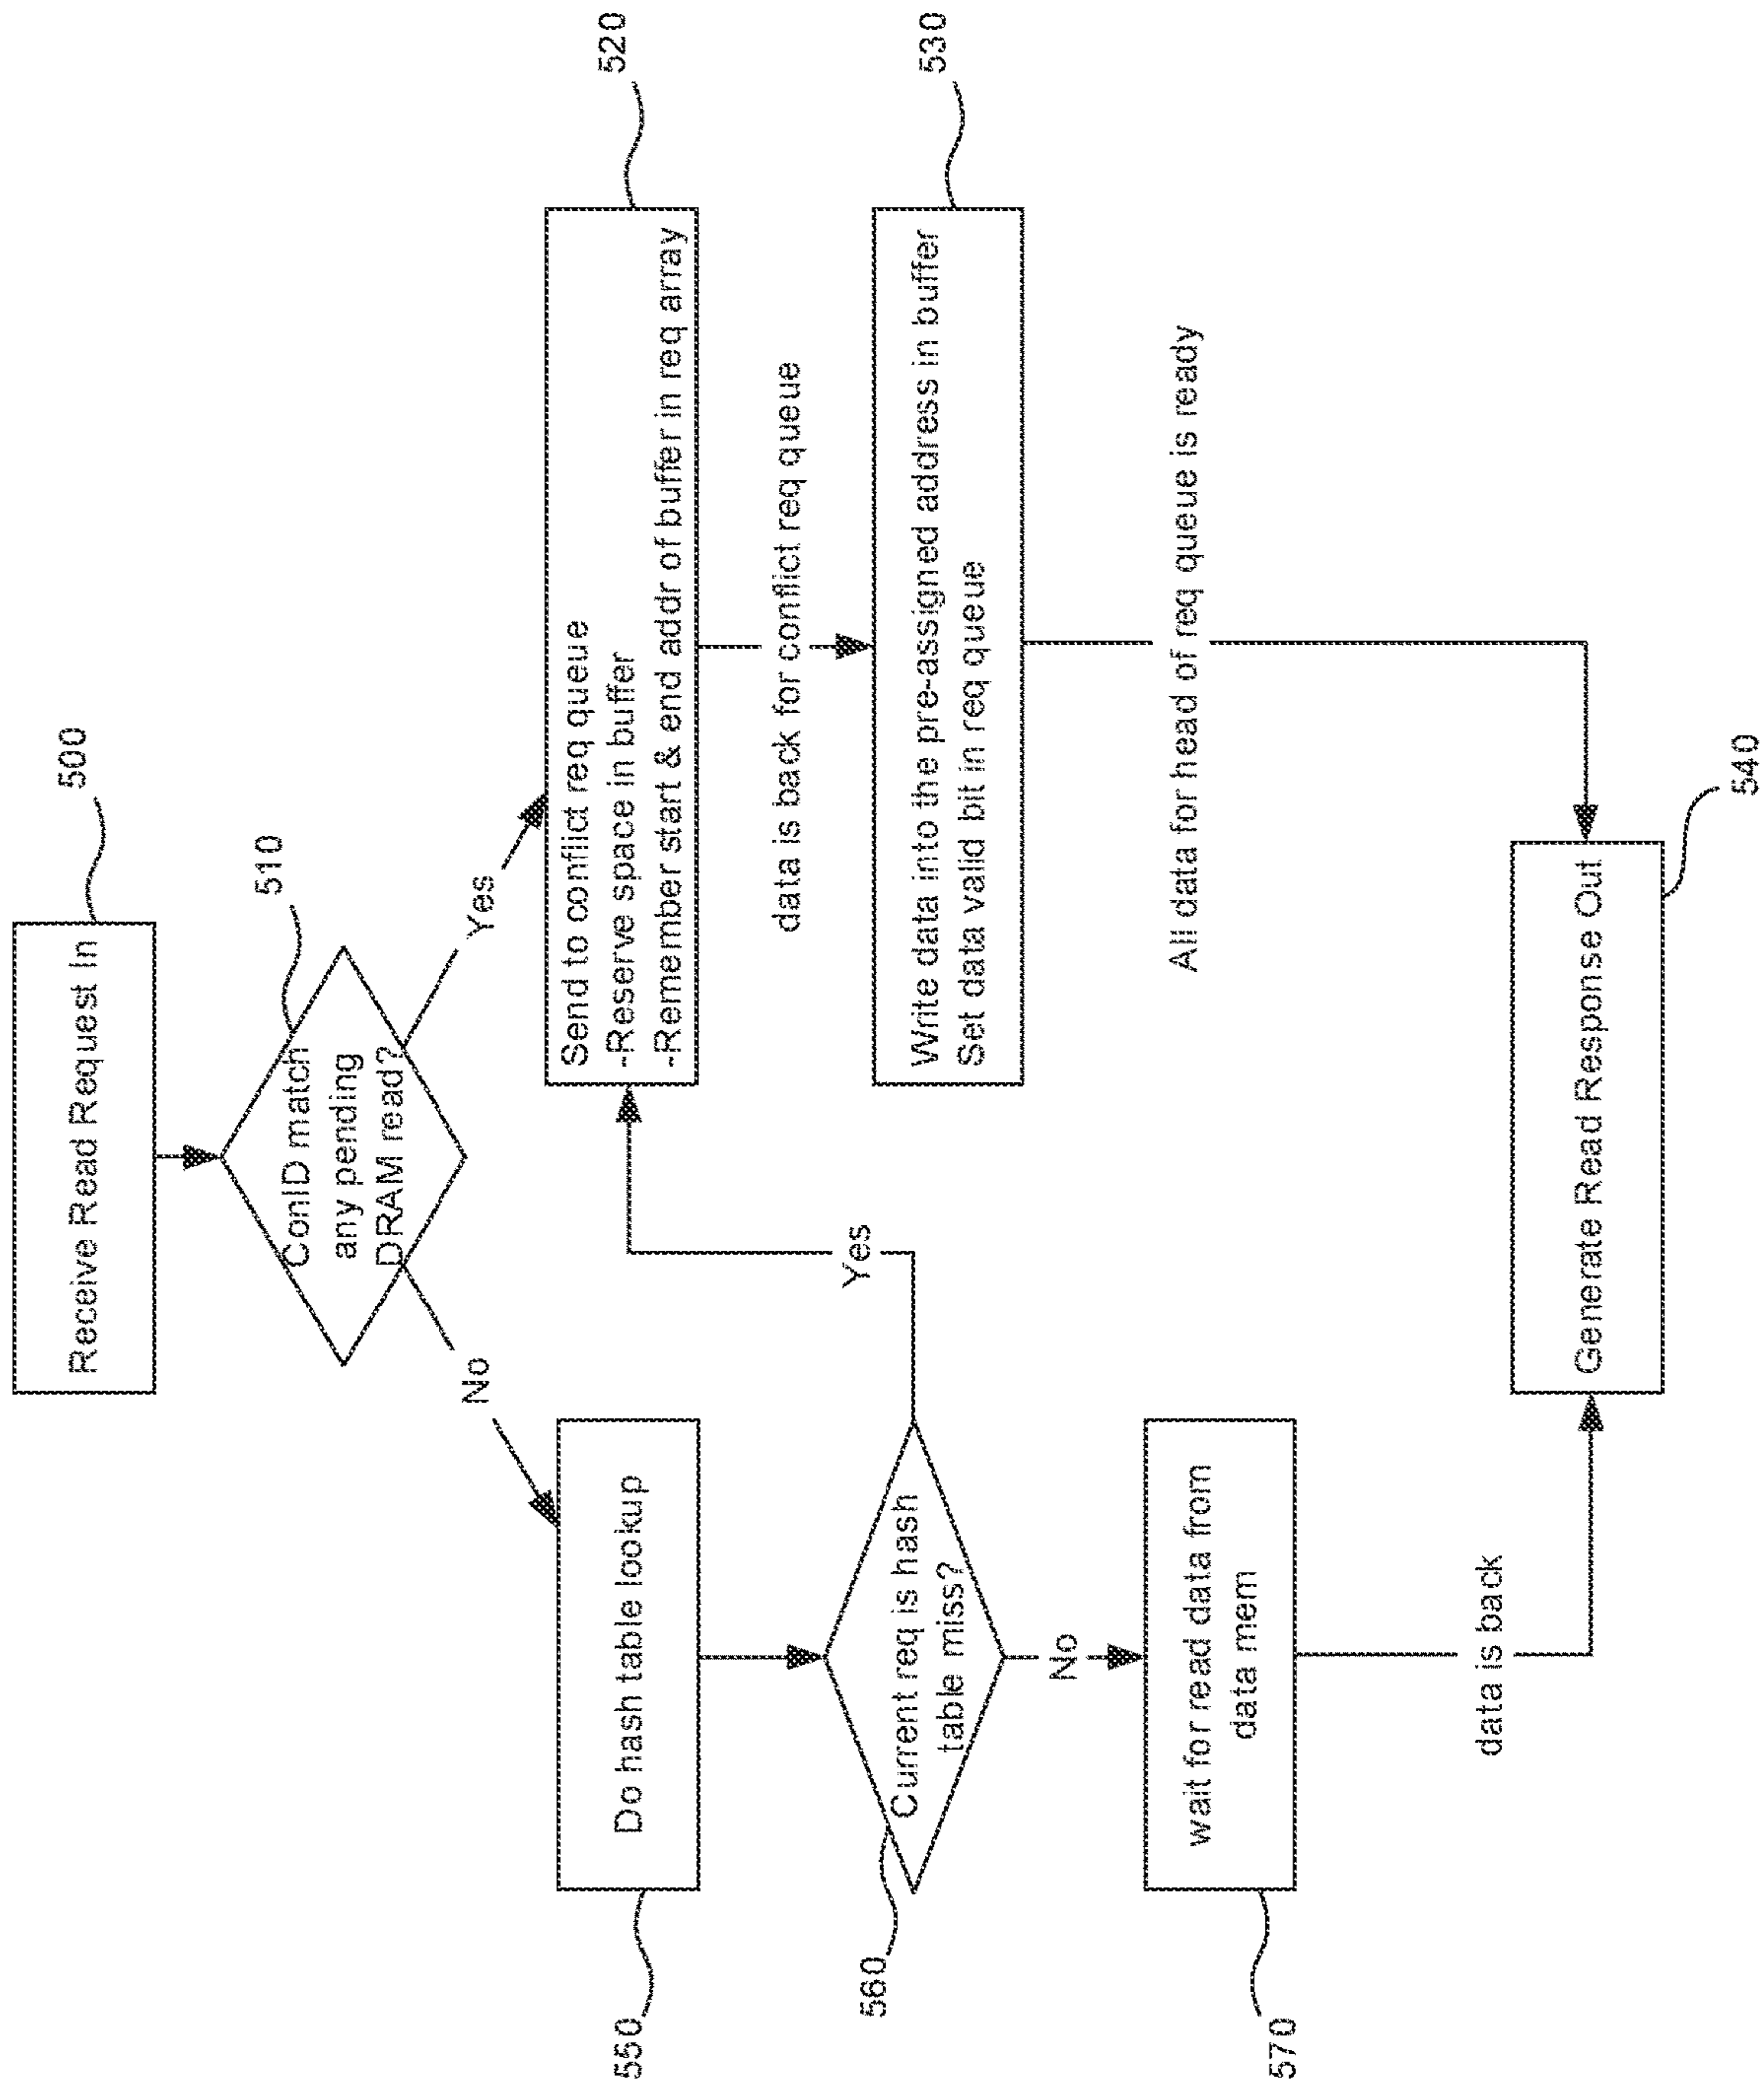 500
Receive Read Request In
510
ConID match
any pending
DRAM read?
No
Yes
550
Do hash table lookup
520
Send to conflict req queue
-Reserve space in buffer
-Remember start & end addr of buffer in req array
560
Current req is hash
table miss?
Yes
data is back for conflict req queue
No
530
Write data into the pre-assigned address in buffer
Set data valid bit in req queue
570
wait for read data from
data mem
All data for head of req queue is ready
data is back
Generate Read Response Out
540